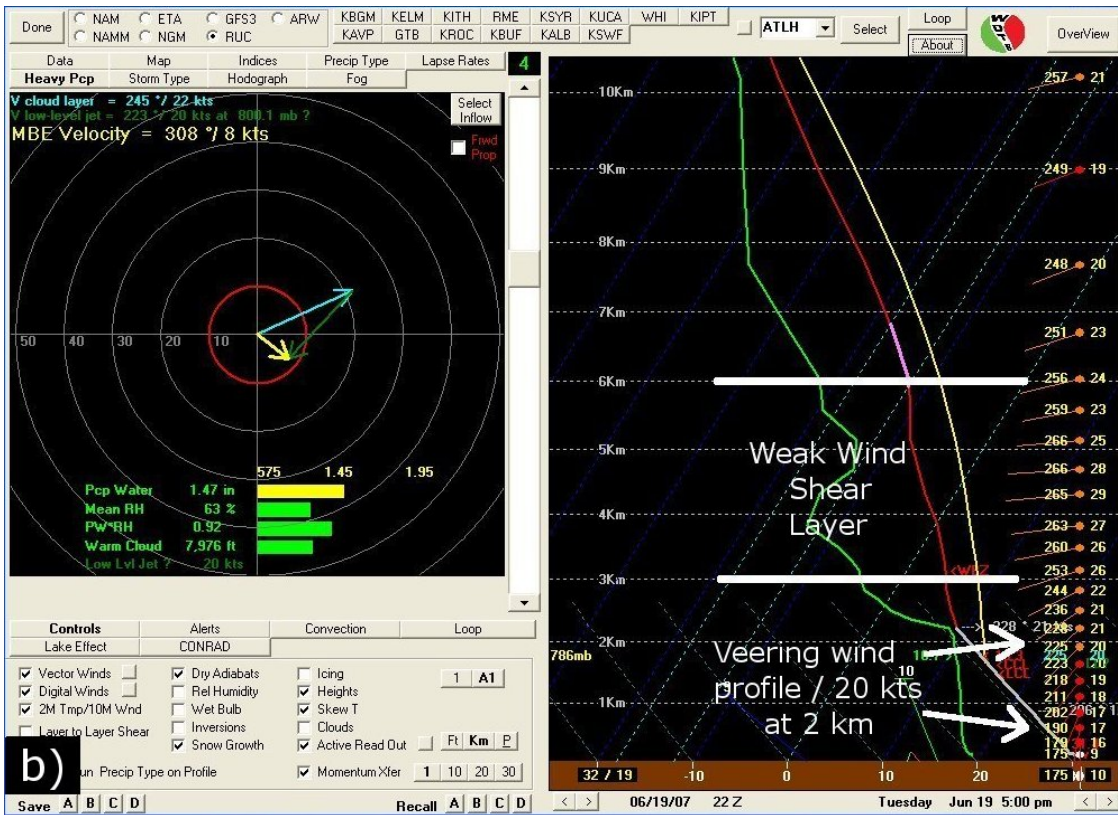 Done
NAM ETA GFS3 ARW
NAMM NGM RUC
KBGM KELM KITH RME KSYR KUCA WHI KIPT
KAVP GTB KROC KBUF KALB KSWF
ATLH
Select
Loop
About
OverView
Data Map Indices Precip Type Lapse Rates
Heavy Pcp Storm Type Hodograph Fog
4
V cloud layer = 245 °/ 22 kts
V low-level jet = 223 °/ 20 kts at 800.1 mb ?
MBE Velocity = 308 °/ 8 kts
Select
Inflow
Frwd
Prop
50 40 30 20 10
575 1.45 1.95
Pcp Water 1.47 in
Mean RH 63 %
PW*RH 0.92
Warm Cloud 7,976 ft
Low Lvl Jet ? 20 kts
Controls Alerts Convection Loop
Lake Effect CONRAD
Vector Winds Dry Adiabats Icing 1 A1
Digital Winds Rel Humidity Heights
2M Tmp/10M Wnd Wet Bulb Skew T
Layer to Layer Shear Inversions Clouds
Snow Growth Active Read Out Ft Km P
b)
Precip Type on Profile Momentum Xfer 1 10 20 30
Save A B C D Recall A B C D
10Km 257 21
9Km 249 19
8Km
248 20
7Km
251 23
6Km 256 24
259 23
266 25
5Km
266 28
265 29
4Km 263 27
260 26
253 26
3Km <WBZ
244 22
236 21
228 ° 21 kts
228 21
2Km 225 20
786mb 225 20
223 20
<LCL
218 19
10
211 18
202 17
1Km
190 17
179 16
175 9
Weak Wind
Shear
Layer
Veering wind
profile / 20 kts
at 2 km
32 / 19 -10 0 10 20 175 10
< > 06/19/07 22 Z Tuesday Jun 19 5:00 pm < >